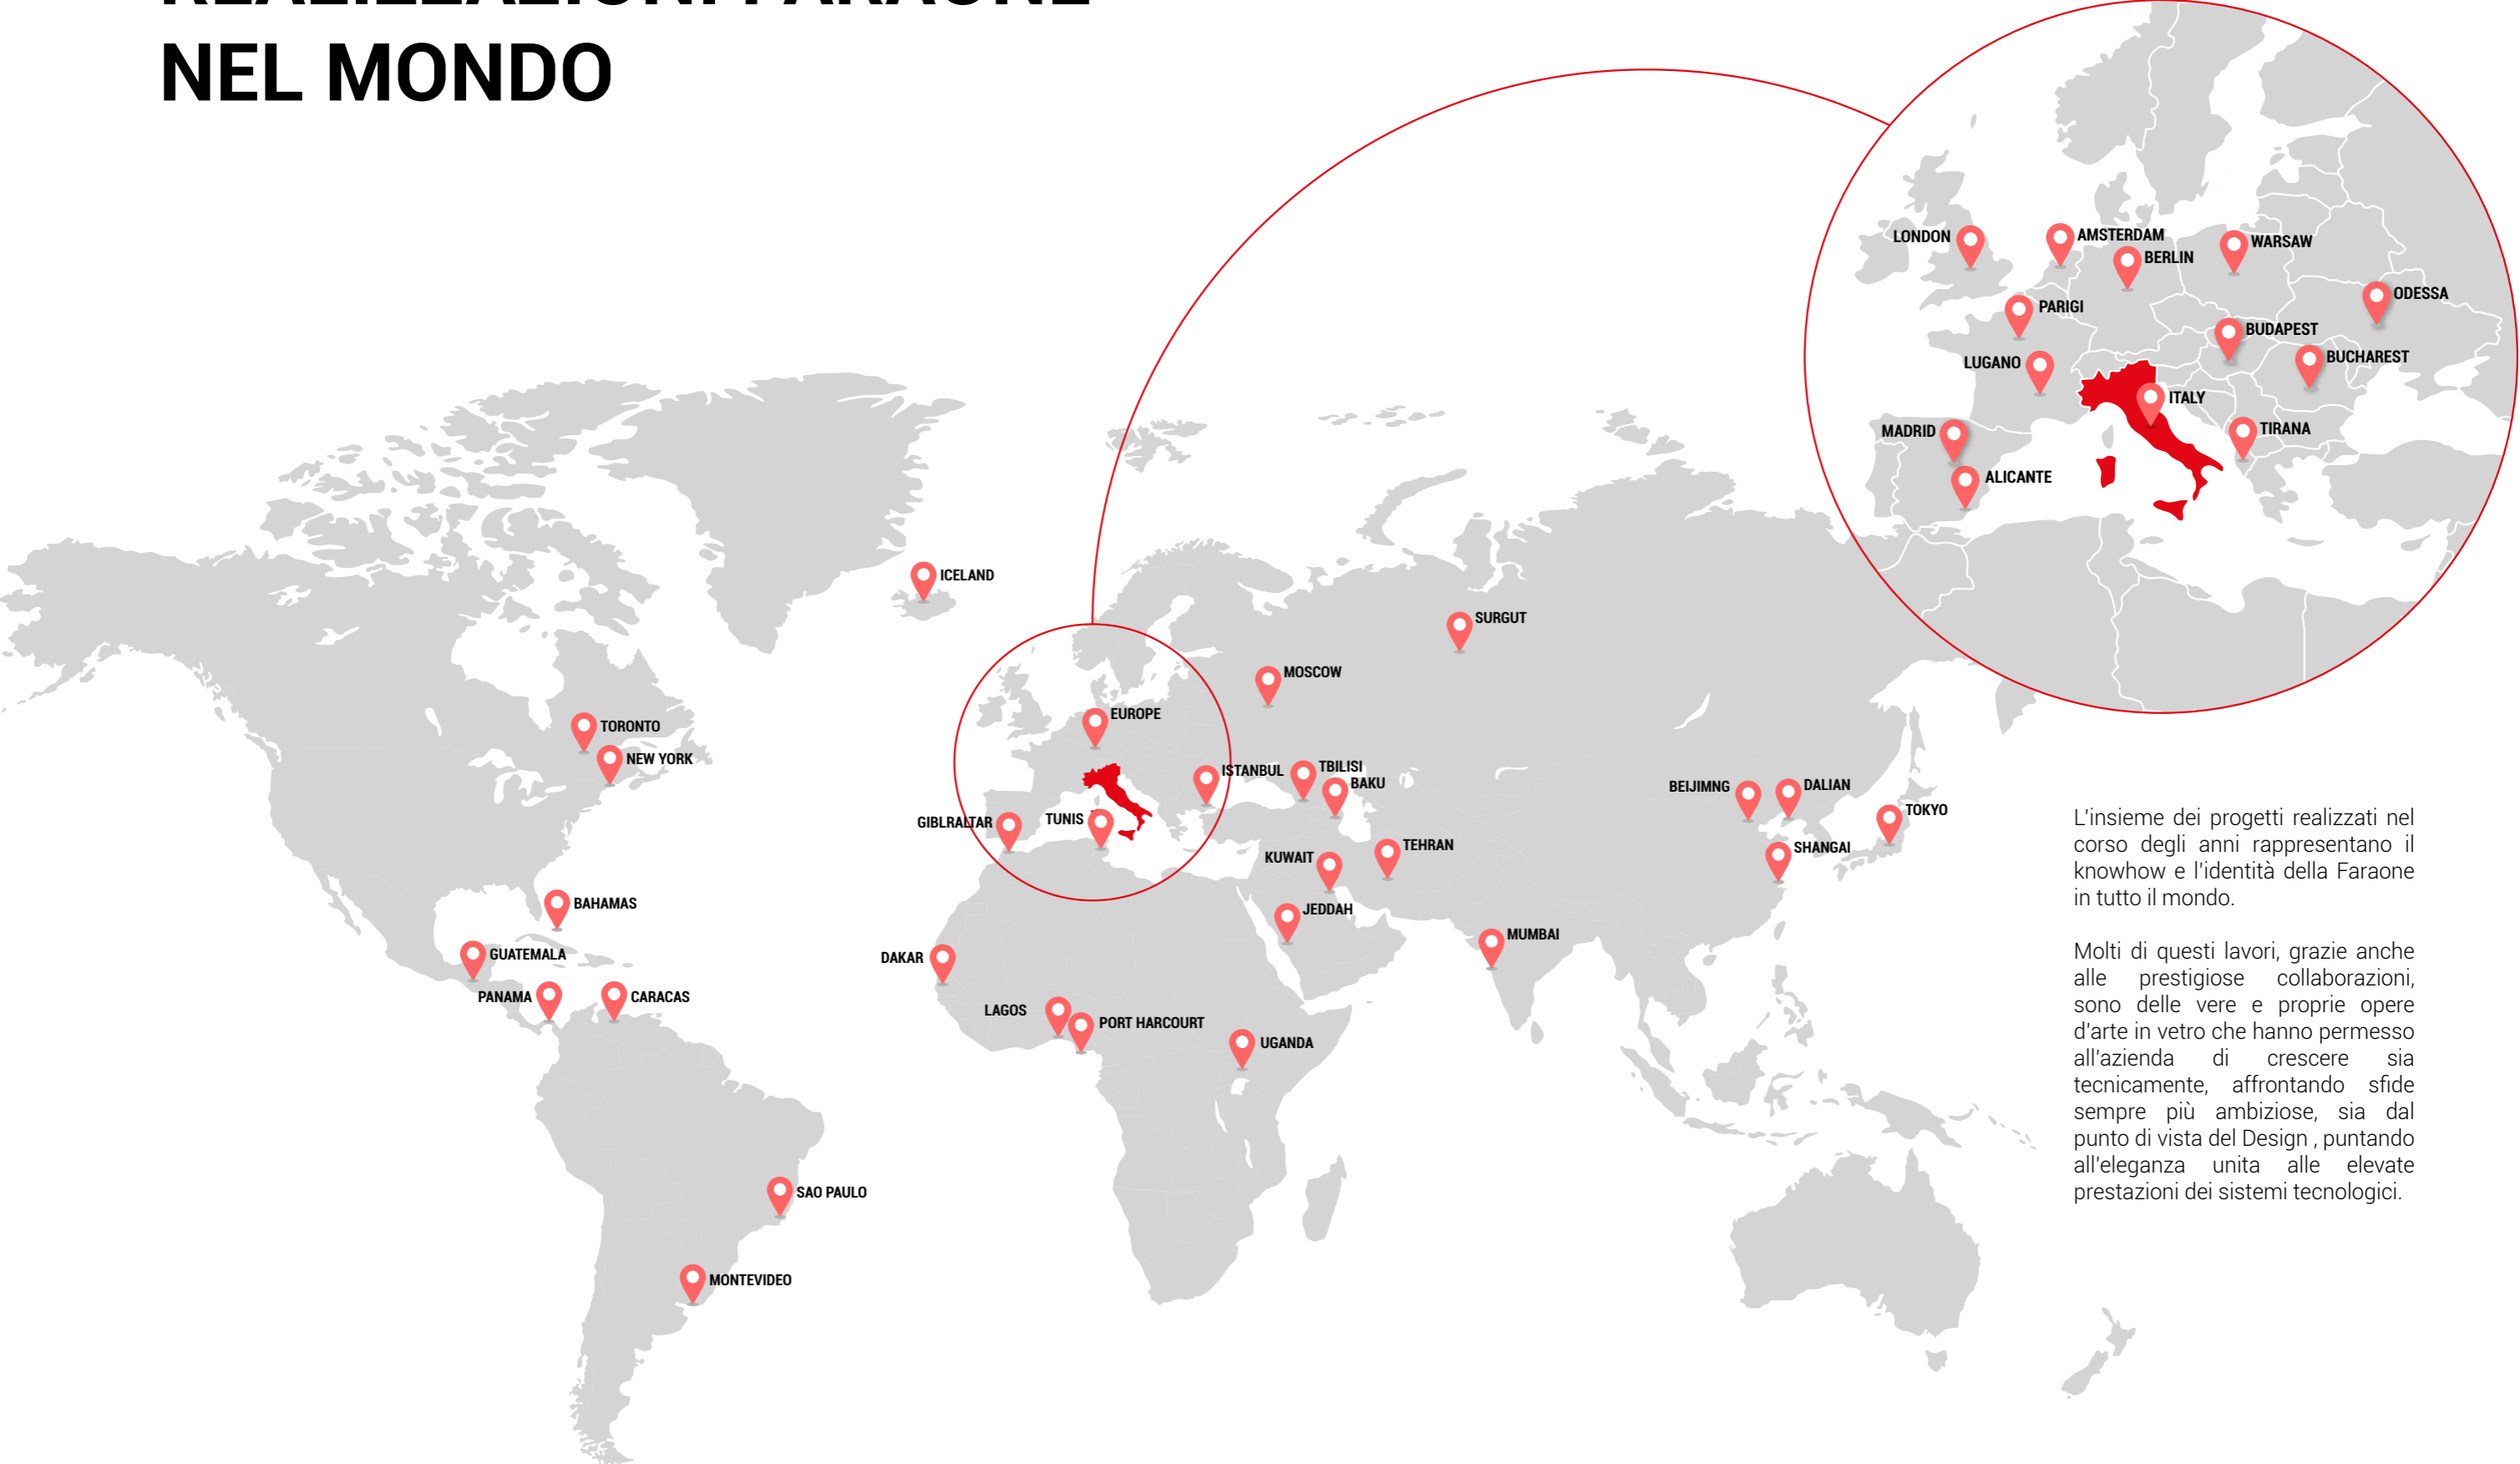 REALIZZAZIONI FARAONE
NEL MONDO
LONDON
AMSTERDAM
BERLIN
WARSAW
ODESSA
PARIGI
BUDAPEST
BUCHAREST
LUGANO
ITALY
MADRID
TIRANA
ALICANTE
ICELAND
SURGUT
MOSCOW
EUROPE
TORONTO
NEW YORK
ISTANBUL
TBILISI
BAKU
BEIJIMNG
DALIAN
TOKYO
GIBLRALTAR
TUNIS
TEHRAN
KUWAIT
SHANGAI
BAHAMAS
JEDDAH
MUMBAI
GUATEMALA
DAKAR
PANAMA
CARACAS
LAGOS
PORT HARCOURT
UGANDA
SAO PAULO
MONTEVIDEO
L'insieme dei progetti realizzati nel
corso degli anni rappresentano il
knowhow e l'identità della Faraone
in tutto il mondo.
Molti di questi lavori, grazie anche
alle prestigiose collaborazioni,
sono delle vere e proprie opere
d'arte in vetro che hanno permesso
all'azienda di crescere sia
tecnicamente, affrontando sfide
sempre più ambiziose, sia dal
punto di vista del Design , puntando
all'eleganza unita alle elevate
prestazioni dei sistemi tecnologici.